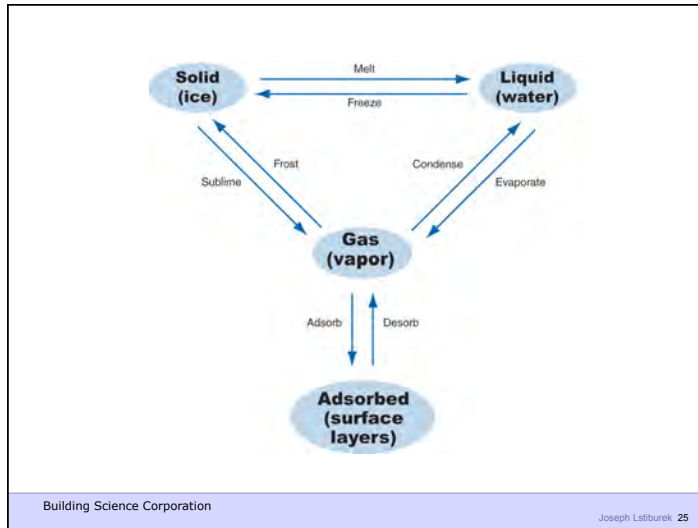 Melt
Solid
(ice)
Liquid
(water)
Freeze
Frost
Condense
Sublime
Evaporate
Gas
(vapor)
Adsorb
Desorb
Adsorbed
(surface
layers)
Building Science Corporation
Joseph Lstiburek 25